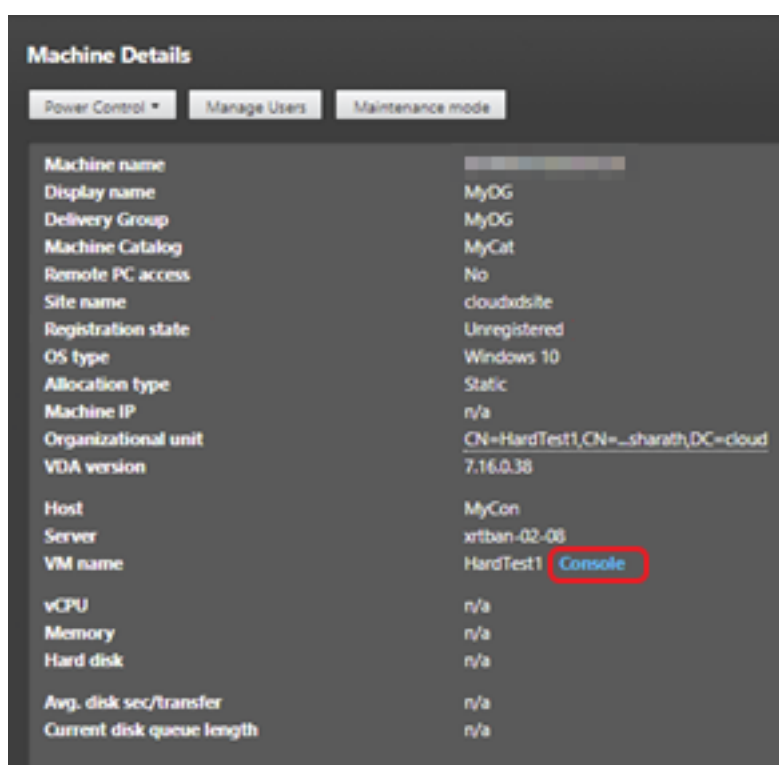 Machine Details
Power Control Manage Users Maintenance mode
Machine name
Display name MyDG
Delivery Group MyDG
Machine Catalog MyCat
Remote PC access No
Site name cloudxdsite
Registration state Unregistered
OS type Windows 10
Allocation type Static
Machine IP n/a
Organizational unit CN=HardTest1,CN=...sharath,DC=cloud
VDA version 7.16.0.38
Host MyCon
Server xrtban-02-08
VM name HardTest1 Console
vCPU n/a
Memory n/a
Hard disk n/a
Avg. disk sec/transfer n/a
Current disk queue length n/a